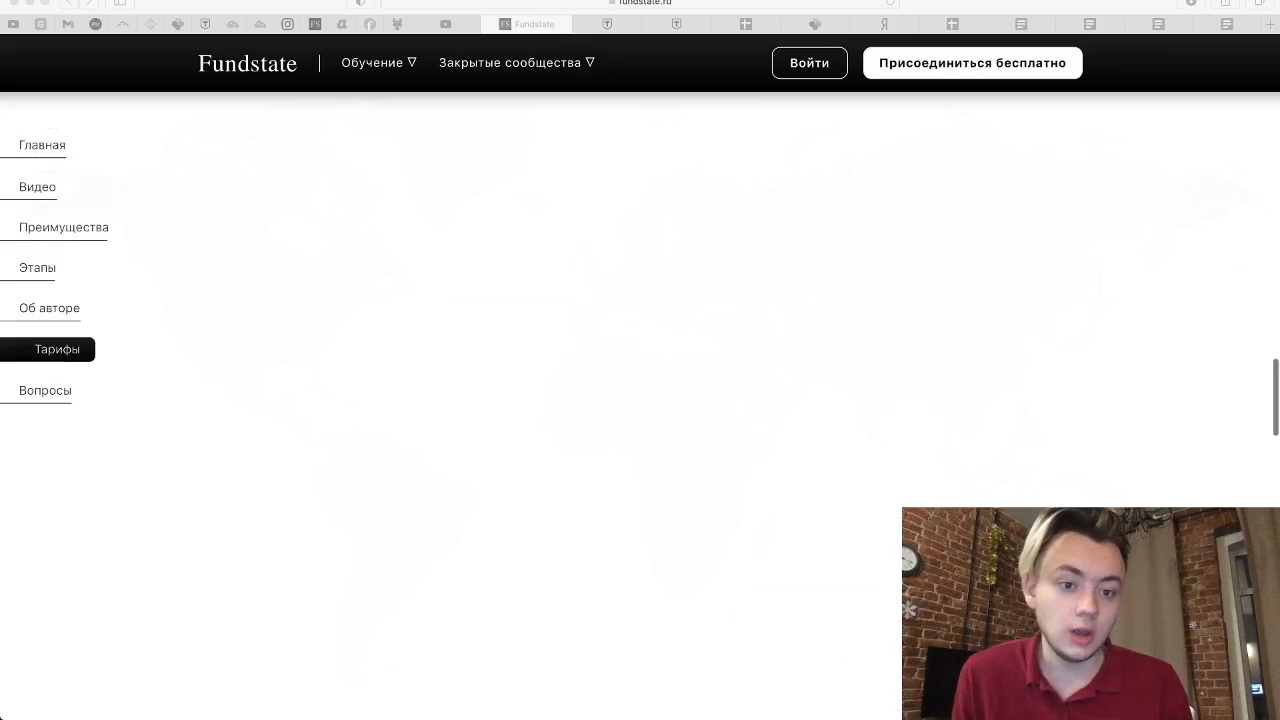 fundstate.ru
Fundstate
Fundstate
Обучение
Закрытые сообщества
Войти
Присоединиться бесплатно
Главная
Видео
Преимущества
Этапы
Об авторе
Тарифы
Вопросы